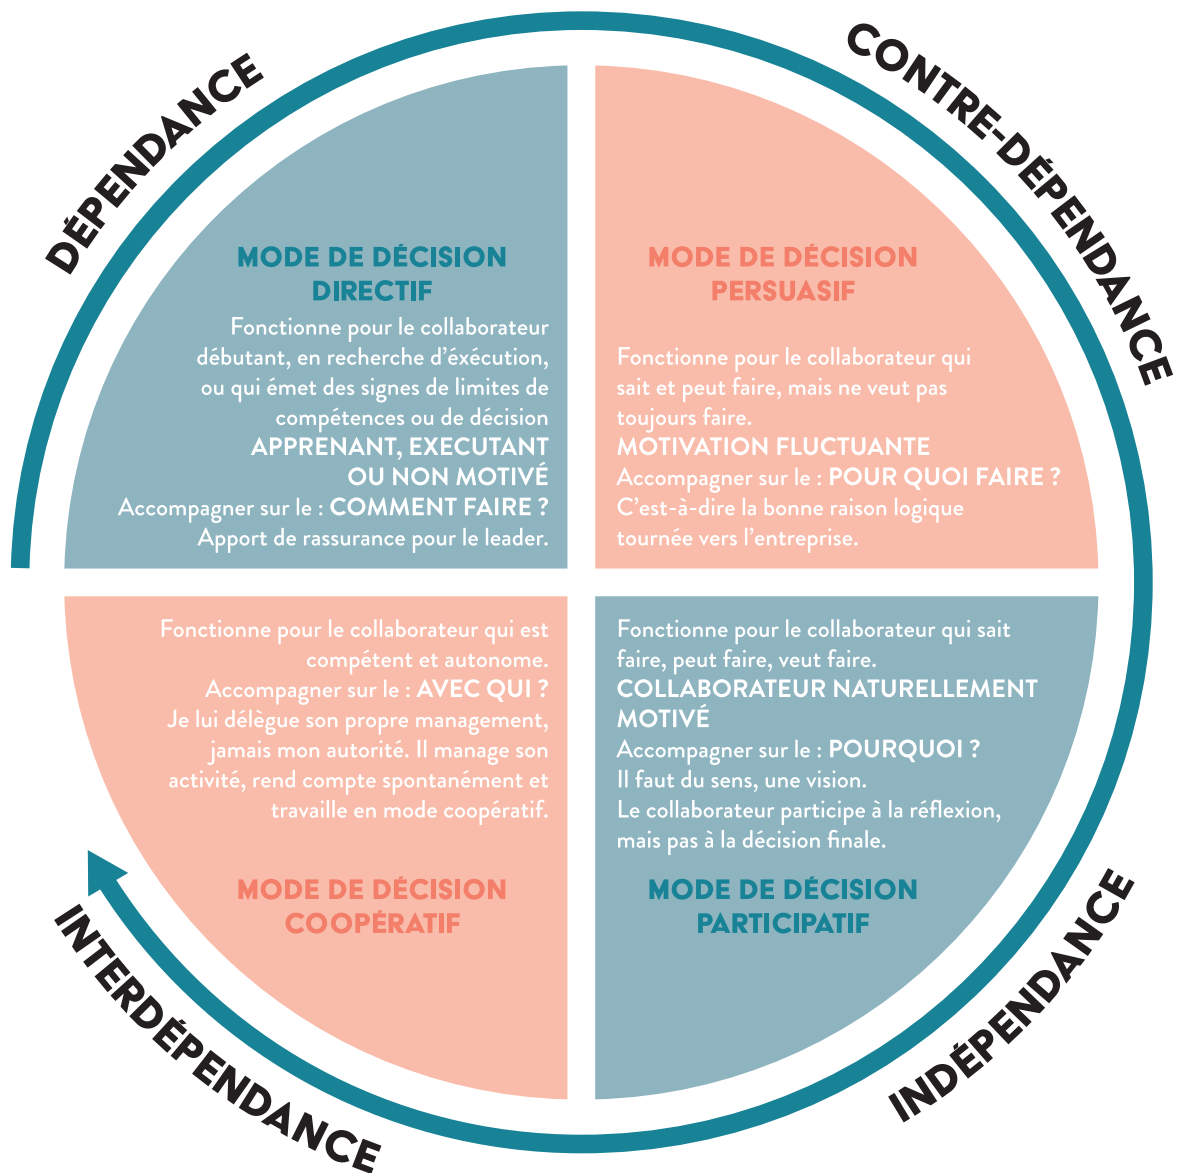 DÉPENDANCE
MODE DE DÉCISION
DIRECTIF
Fonctionne pour le collaborateur
débutant, en recherche d’éxécution,
ou qui émet des signes de limites de
compétences ou de décision
APPRENANT, EXECUTANT
OU NON MOTIVÉ
Accompagner sur le : COMMENT FAIRE ?
Apport de rassurance pour le leader.
CONTRE-DÉPENDANCE
MODE DE DÉCISION
PERSUASIF
Fonctionne pour le collaborateur qui
sait et peut faire, mais ne veut pas
toujours faire.
MOTIVATION FLUCTUANTE
Accompagner sur le : POUR QUOI FAIRE ?
C’est-à-dire la bonne raison logique
tournée vers l’entreprise.
Fonctionne pour le collaborateur qui sait
faire, peut faire, veut faire.
COLLABORATEUR NATURELLEMENT
MOTIVÉ
Accompagner sur le : POURQUOI ?
Il faut du sens, une vision.
Le collaborateur participe à la réflexion,
mais pas à la décision finale.
MODE DE DÉCISION
PARTICIPATIF
INDÉPENDANCE
Fonctionne pour le collaborateur qui est
compétent et autonome.
Accompagner sur le : AVEC QUI ?
Je lui délègue son propre management,
jamais mon autorité. Il manage son
activité, rend compte spontanément et
travaille en mode coopératif.
MODE DE DÉCISION
COOPÉRATIF
INTERDÉPENDANCE